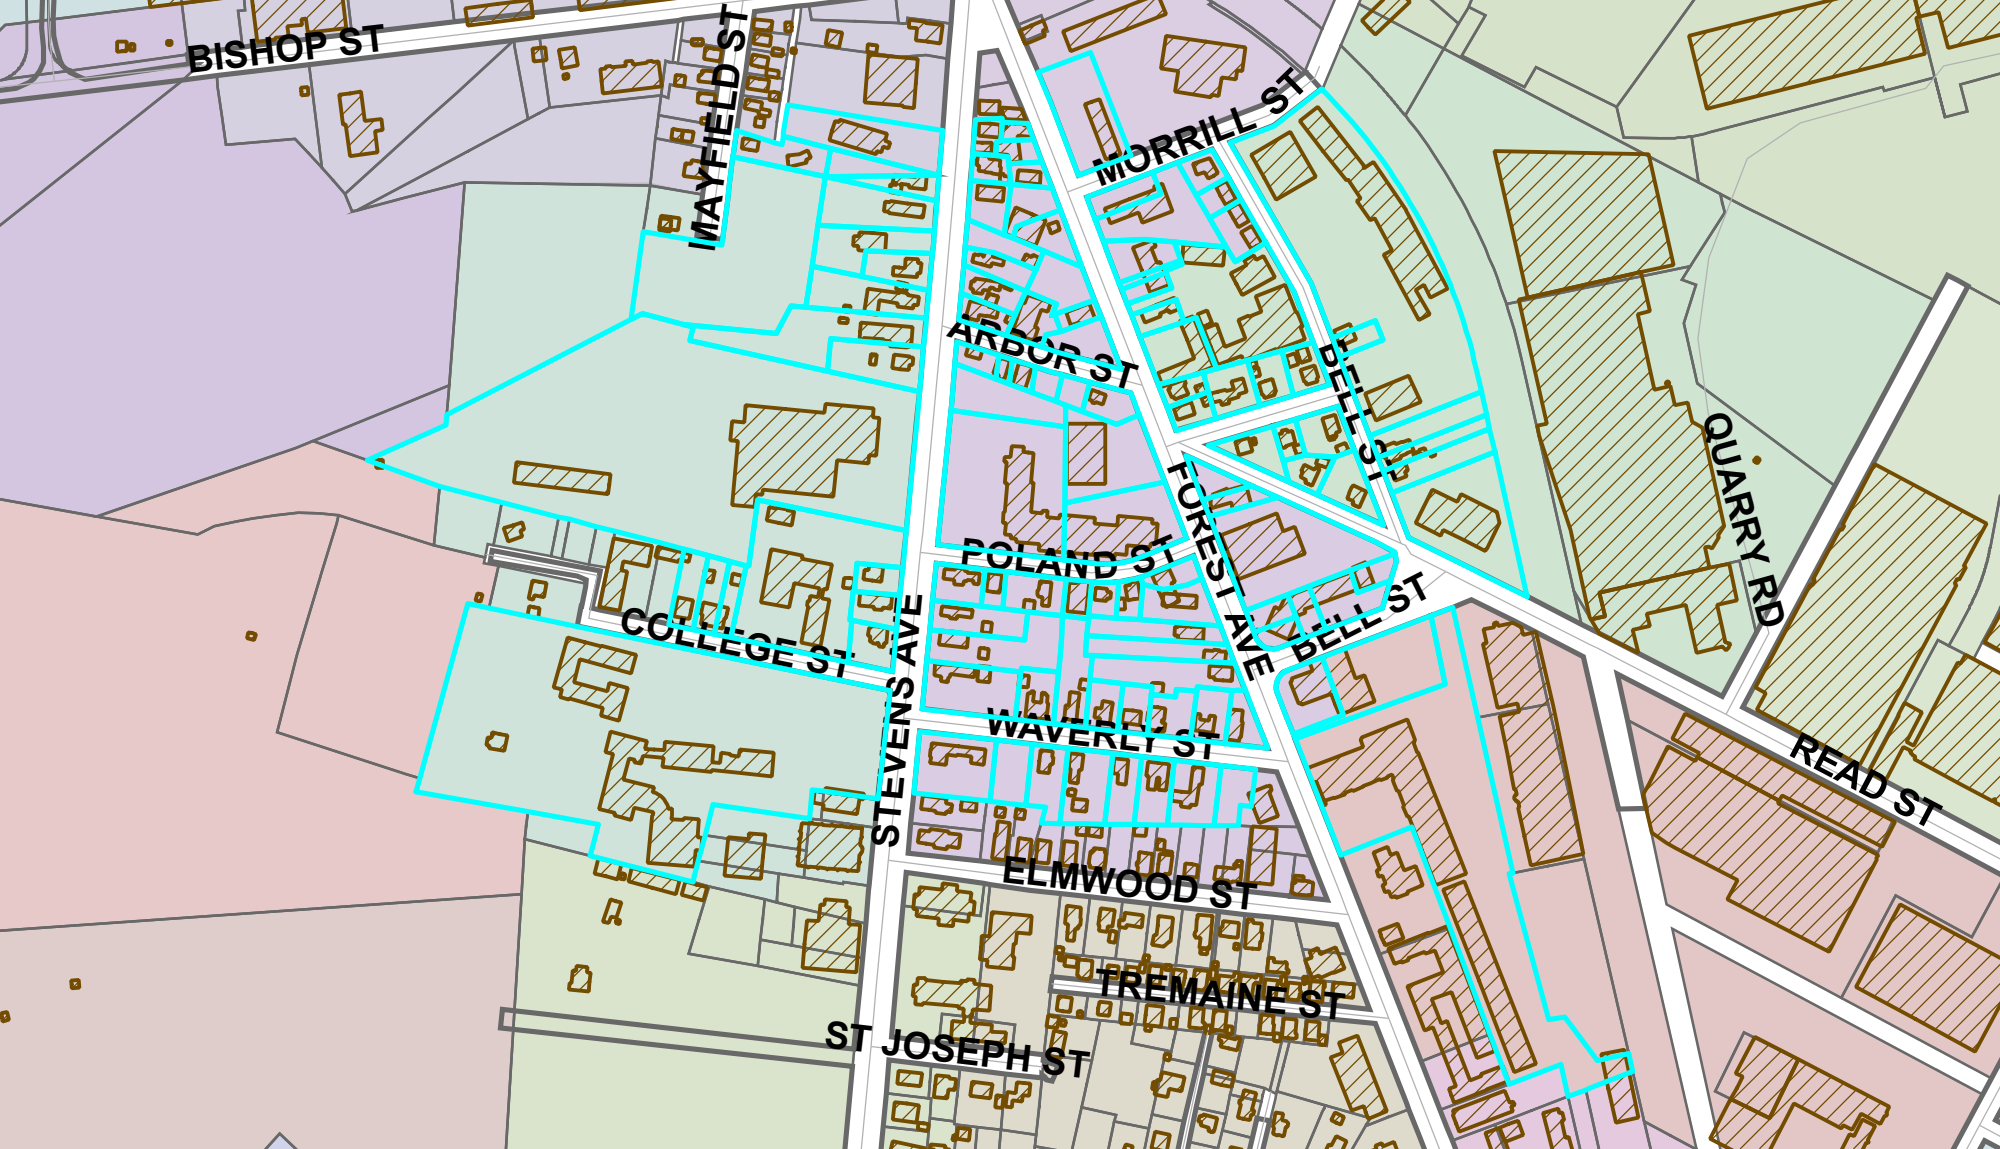 BISHOP ST
MAYFIELD ST
MORRILL ST
ARBOR ST
BELL ST
QUARRY RD
FOREST AVE
POLAND ST
BELL ST
COLLEGE ST
STEVENS AVE
WAVERLY ST
READ ST
ELMWOOD ST
TREMAINE ST
ST JOSEPH ST